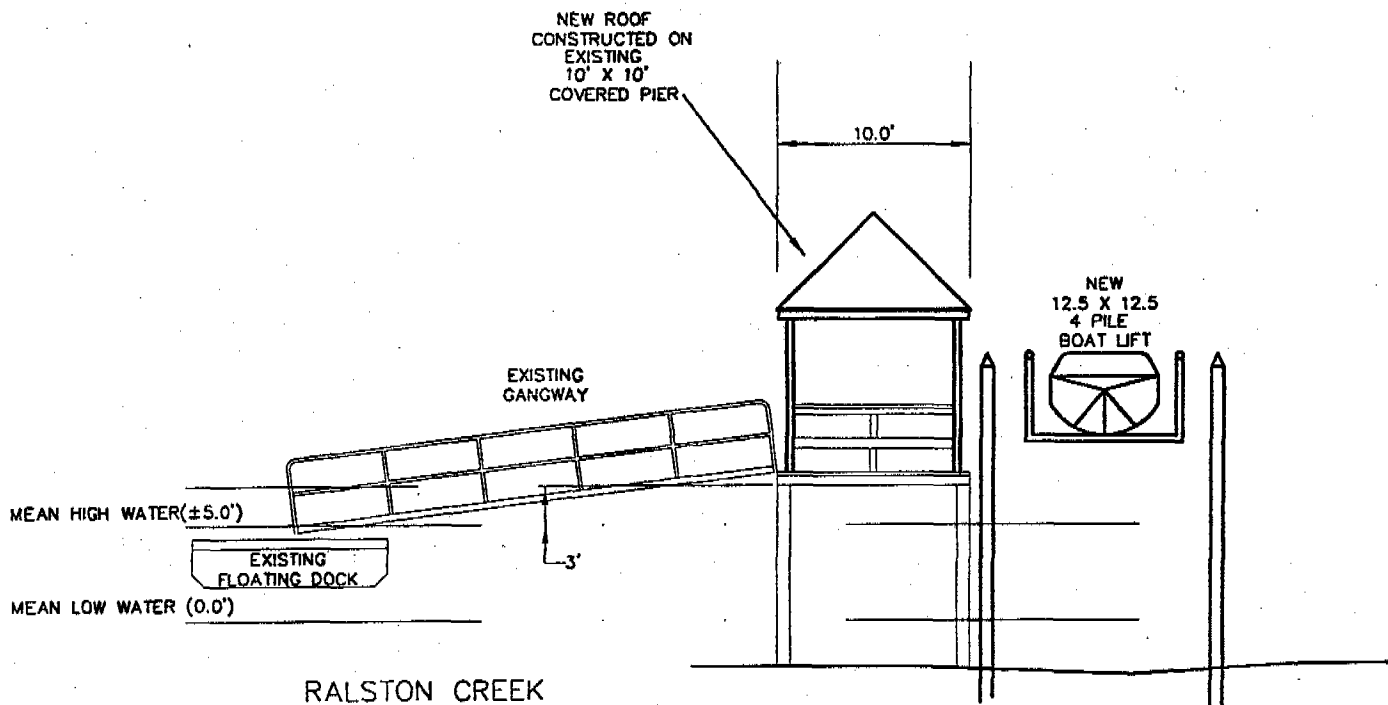 NEW ROOF
CONSTRUCTED ON
EXISTING
10' X 10'
COVERED PIER
10.0'
NEW
12.5 X 12.5
4 PILE
BOAT LIFT
EXISTING
GANGWAY
MEAN HIGH WATER(±5.0')
3'
EXISTING
FLOATING DOCK
MEAN LOW WATER (0.0')
RALSTON CREEK